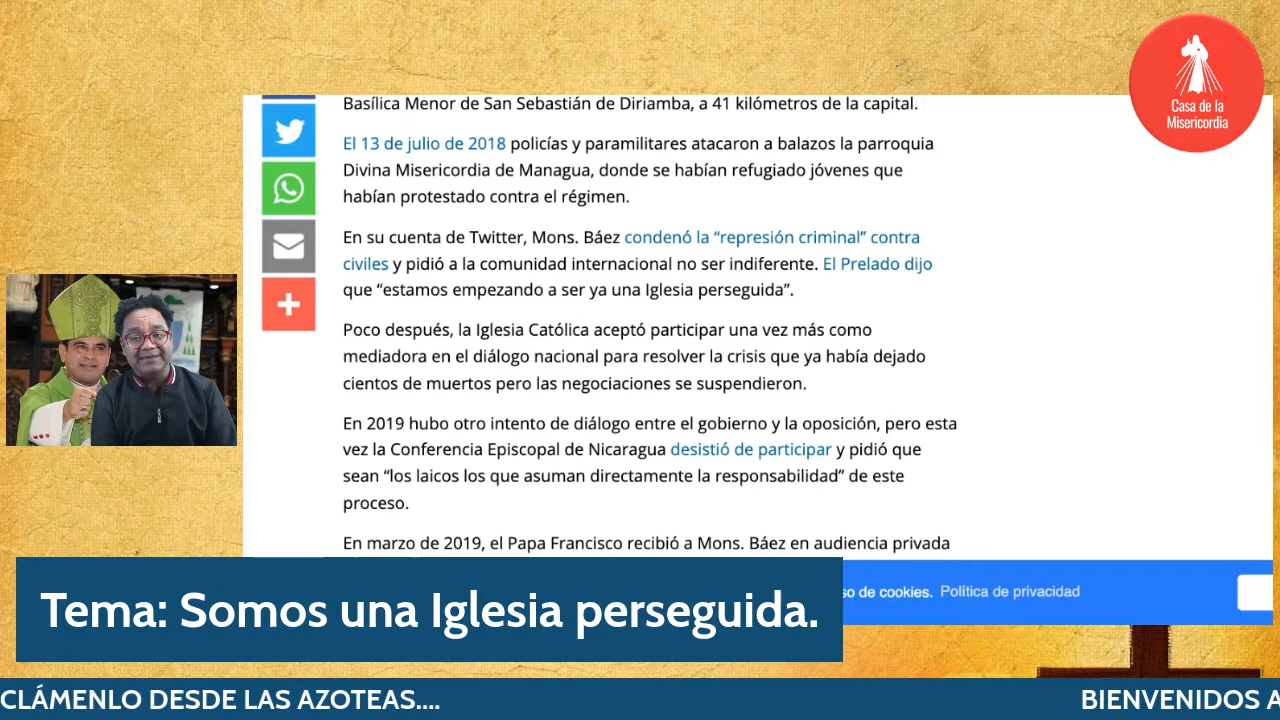 Casa de la
Misericordia
Basílica Menor de San Sebastián de Diriamba, a 41 kilómetros de la capital.
El 13 de julio de 2018 policías y paramilitares atacaron a balazos la parroquia
Divina Misericordia de Managua, donde se habían refugiado jóvenes que
habían protestado contra el régimen.
En su cuenta de Twitter, Mons. Báez condenó la “represión criminal” contra
civiles y pidió a la comunidad internacional no ser indiferente. El Prelado dijo
que “estamos empezando a ser ya una Iglesia perseguida”.
Poco después, la Iglesia Católica aceptó participar una vez más como
mediadora en el diálogo nacional para resolver la crisis que ya había dejado
cientos de muertos pero las negociaciones se suspendieron.
En 2019 hubo otro intento de diálogo entre el gobierno y la oposición, pero esta
vez la Conferencia Episcopal de Nicaragua desistió de participar y pidió que
sean “los laicos los que asuman directamente la responsabilidad” de este
proceso.
En marzo de 2019, el Papa Francisco recibió a Mons. Báez en audiencia privada
so de cookies. Política de privacidad
Tema: Somos una Iglesia perseguida.
CLÁMENLO DESDE LAS AZOTEAS.... BIENVENIDOS A